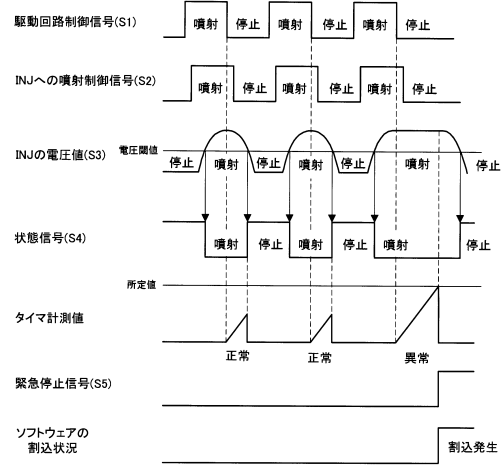 駆動回路制御信号(S1)
噴射 停止 噴射 停止 噴射 停止
INJへの噴射制御信号(S2)
噴射 停止 噴射 停止 噴射 停止
INJの電圧値(S3)
電圧閾値
停止 噴射 停止 噴射 停止 噴射 停止
状態信号(S4)
噴射 停止 噴射 停止 噴射 停止
所定値
タイマ計測値
正常 正常 異常
緊急停止信号(S5)
ソフトウェアの
割込状況
割込発生